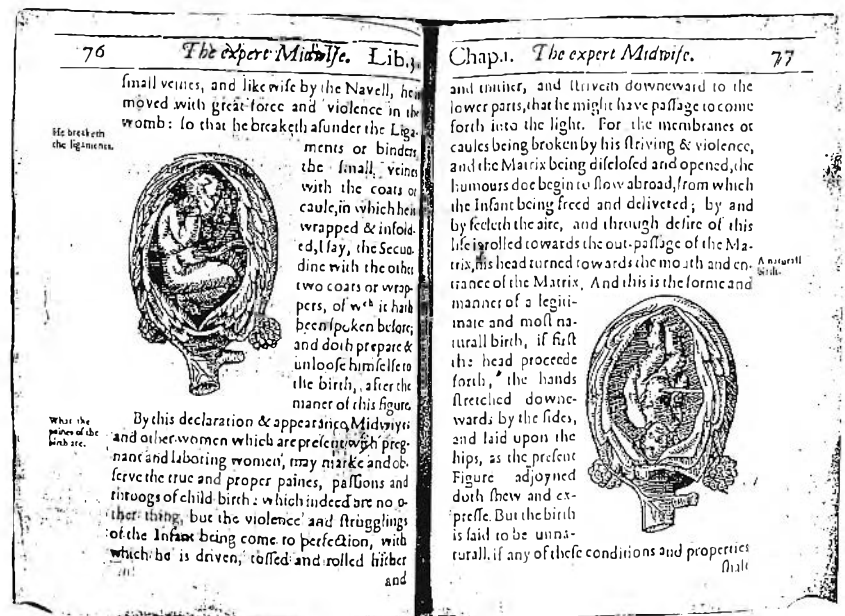 76 The expert Midwife. Lib.3.
small veines, and likewise by the Navell, he is
moved with great force and violence in the
womb: so that he breaketh asunder the Liga-
He breaketh
the ligaments.
ments or binders
the small veines
with the coats or
caule, in which he is
wrapped & infold-
ed, I say, the Secun-
dine with the other
two coats or wrap-
pers, of wch it hath
been spoken before;
and doth prepare &
unloose himselfe to
the birth, after the
maner of this figure.
What the
paines of the
birth are.
By this declaration & appearance, Midwives
and other women which are present with preg-
nant and laboring women, may marke and ob-
serve the true and proper paines, passions and
throogs of child-birth: which indeed are no o-
ther thing, but the violence and strugglings
of the Infant being come to perfection, with
which he is driven, tossed and rolled hither
and
Chap.1. The expert Midwife. 77
and thither, and striveth downeward to the
lower parts, that he might have passage to come
forth into the light. For the membranes or
caules being broken by his striving & violence,
and the Matrix being disclosed and opened, the
humours doe begin to flow abroad, from which
the Infant being freed and delivered; by and
by feeleth the aire, and through desire of this
life is rolled towards the out-passage of the Ma-
trix, his head turned towards the mouth and en-
trance of the Matrix. And this is the forme and
A naturall
birth.
manner of a legiti-
mate and most na-
turall birth, if first
the head proceede
forth, the hands
stretched downe-
wards by the sides,
and laid upon the
hips, as the present
Figure adjoyned
doth shew and ex-
presse. But the birth
is said to be unna-
turall, if any of these conditions and properties
shall